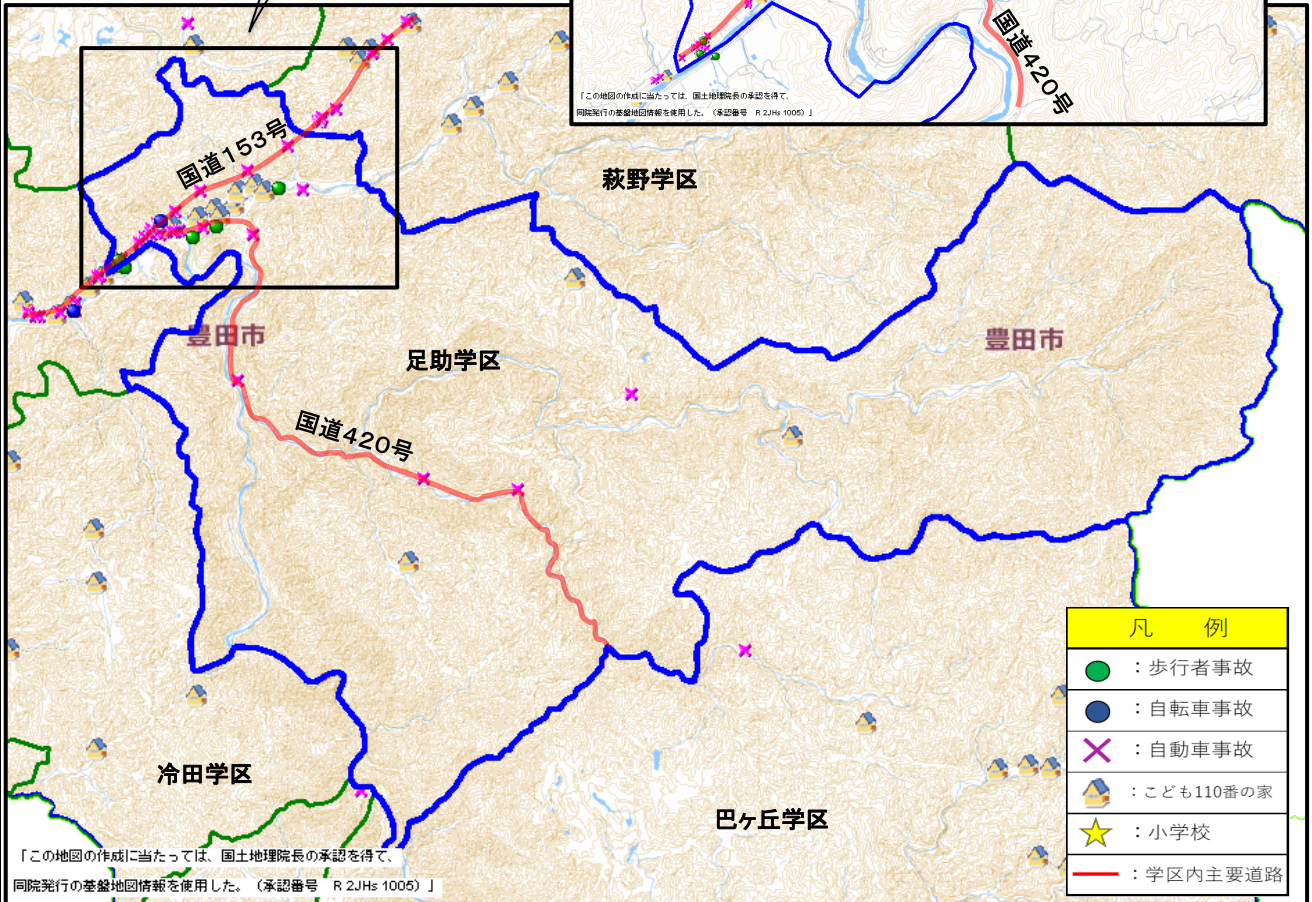 「この地図の作成に当たっては、国土地理院長の承認を得て、
同院発行の基盤地図情報を使用した。（承認番号　R 2JHs 1005）」
国道420号
国道153号
萩野学区
豊田市
足助学区
豊田市
国道420号
冷田学区
巴ヶ丘学区
凡　例
：歩行者事故
：自転車事故
：自動車事故
：こども110番の家
：小学校
：学区内主要道路
「この地図の作成に当たっては、国土地理院長の承認を得て、
同院発行の基盤地図情報を使用した。（承認番号　R 2JHs 1005）」